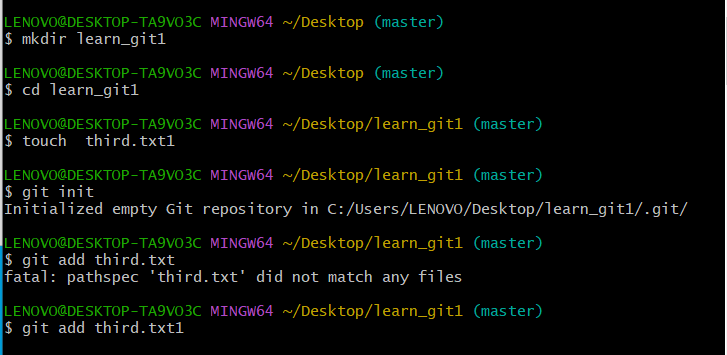 LENOVO@DESKTOP-TA9VO3C MINGW64 ~/Desktop (master)
$ mkdir learn_git1
LENOVO@DESKTOP-TA9VO3C MINGW64 ~/Desktop (master)
$ cd learn_git1
LENOVO@DESKTOP-TA9VO3C MINGW64 ~/Desktop/learn_git1 (master)
$ touch  third.txt1
LENOVO@DESKTOP-TA9VO3C MINGW64 ~/Desktop/learn_git1 (master)
$ git init
Initialized empty Git repository in C:/Users/LENOVO/Desktop/learn_git1/.git/
LENOVO@DESKTOP-TA9VO3C MINGW64 ~/Desktop/learn_git1 (master)
$ git add third.txt
fatal: pathspec 'third.txt' did not match any files
LENOVO@DESKTOP-TA9VO3C MINGW64 ~/Desktop/learn_git1 (master)
$ git add third.txt1